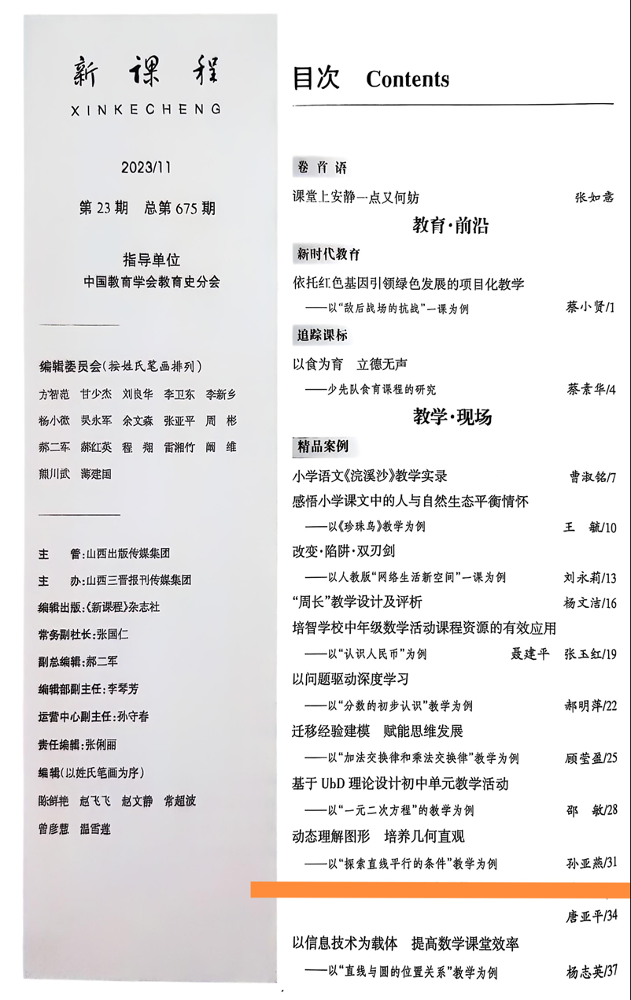 新课程
XINKECHENG
2023/11
第 23 期 总第 675 期
指导单位
中国教育学会教育史分会
编辑委员会(按姓氏笔画排列)
方智范 甘少杰 刘良华 李卫东 李新乡
杨小微 吴永军 余文森 张亚平 周 彬
郝二军 郝红英 程 翔 雷湘竹 阚 维
熊川武 薄建国
主 管:山西出版传媒集团
主 办:山西三晋报刊传媒集团
编辑出版:《新课程》杂志社
常务副社长:张国仁
副总编辑:郝二军
编辑部副主任:李琴芳
运营中心副主任:孙守春
责任编辑:张俐丽
编辑(以姓氏笔画为序)
陈鲜艳 赵飞飞 赵文静 常超波
曾彦慧 温雪莲
目次 Contents
卷首语
课堂上安静一点又何妨 张如意
教育·前沿
新时代教育
依托红色基因引领绿色发展的项目化教学
——以“敌后战场的抗战”一课为例 蔡小贤/1
追踪课标
以食为育 立德无声
——少先队食育课程的研究 蔡素华/4
教学·现场
精品案例
小学语文《浣溪沙》教学实录 曹淑铭/7
感悟小学课文中的人与自然生态平衡情怀
——以《珍珠鸟》教学为例 王 毓/10
改变·陷阱·双刃剑
——以人教版“网络生活新空间”一课为例 刘永莉/13
“周长”教学设计及评析 杨文洁/16
培智学校中年级数学活动课程资源的有效应用
——以“认识人民币”为例 聂建平 张玉红/19
以问题驱动深度学习
——以“分数的初步认识”教学为例 郝明萍/22
迁移经验建模 赋能思维发展
——以“加法交换律和乘法交换律”教学为例 顾莹盈/25
基于 UbD 理论设计初中单元教学活动
——以“一元二次方程”的教学为例 邵 敏/28
动态理解图形 培养几何直观
——以“探索直线平行的条件”教学为例 孙亚燕/31
唐亚平/34
以信息技术为载体 提高数学课堂效率
——以“直线与圆的位置关系”教学为例 杨志英/37